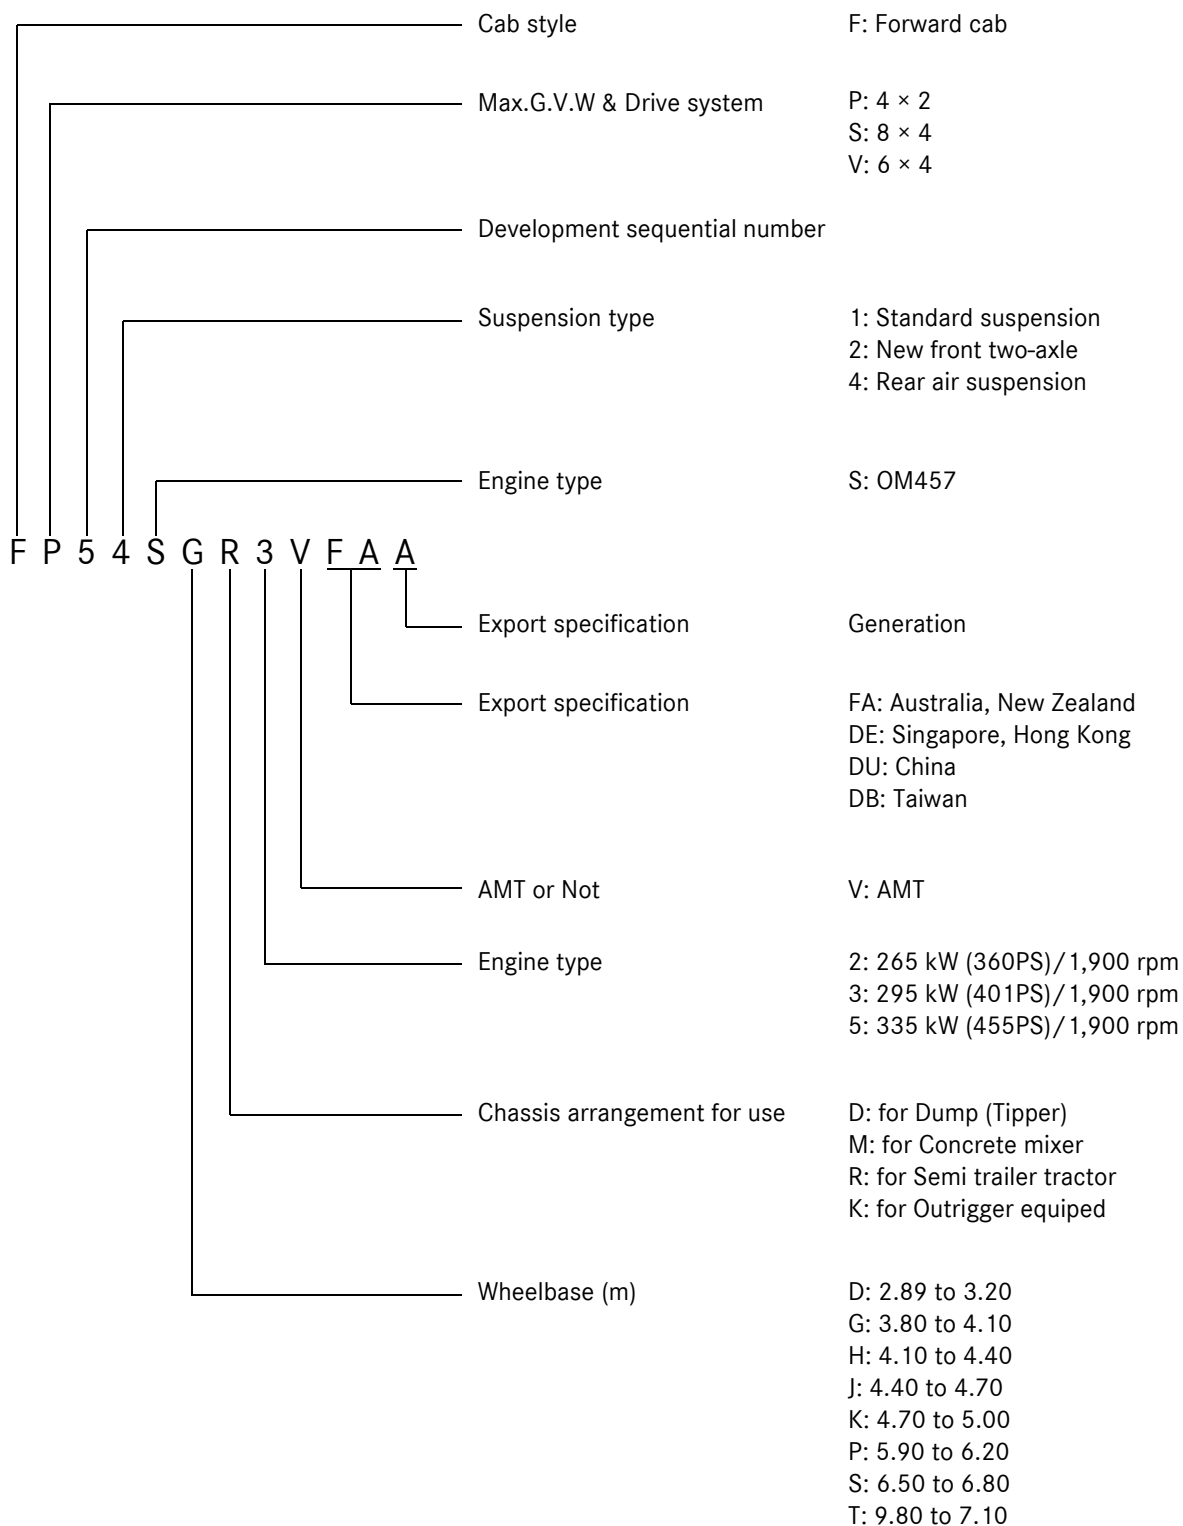 Cab style F: Forward cab
Max.G.V.W & Drive system P: 4 × 2
S: 8 × 4
V: 6 × 4
Development sequential number
Suspension type 1: Standard suspension
2: New front two-axle
4: Rear air suspension
Engine type S: OM457
F P 5 4 S G R 3 V F A A
Export specification Generation
Export specification FA: Australia, New Zealand
DE: Singapore, Hong Kong
DU: China
DB: Taiwan
AMT or Not V: AMT
Engine type 2: 265 kW (360PS)/1,900 rpm
3: 295 kW (401PS)/1,900 rpm
5: 335 kW (455PS)/1,900 rpm
Chassis arrangement for use D: for Dump (Tipper)
M: for Concrete mixer
R: for Semi trailer tractor
K: for Outrigger equiped
Wheelbase (m) D: 2.89 to 3.20
G: 3.80 to 4.10
H: 4.10 to 4.40
J: 4.40 to 4.70
K: 4.70 to 5.00
P: 5.90 to 6.20
S: 6.50 to 6.80
T: 9.80 to 7.10